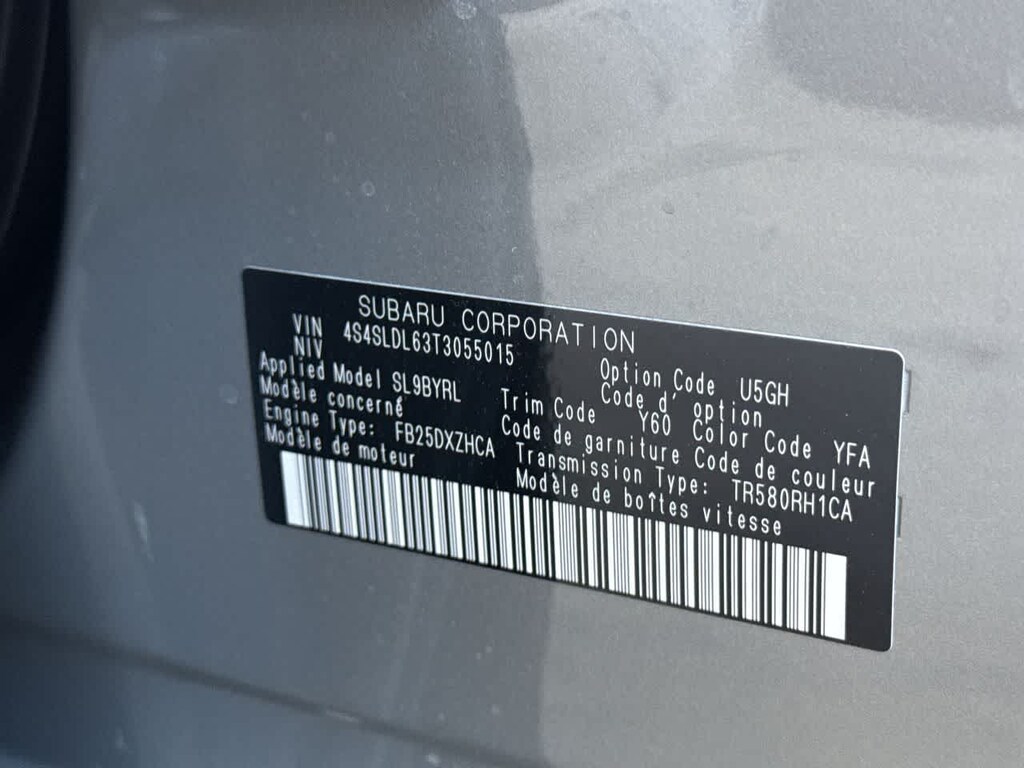 SUBARU CORPORATION
VIN
NIV
4S4SLDL63T3055015
Option Code U5GH
Code d' option
Applied Model SL9BYRL
Modèle concerné
Trim Code Y60 Color Code YFA
Code de garniture Code de couleur
Engine Type: FB25DXZHCA
Modèle de moteur
Transmission Type: TR580RH1CA
Modèle de boîtes vitesse